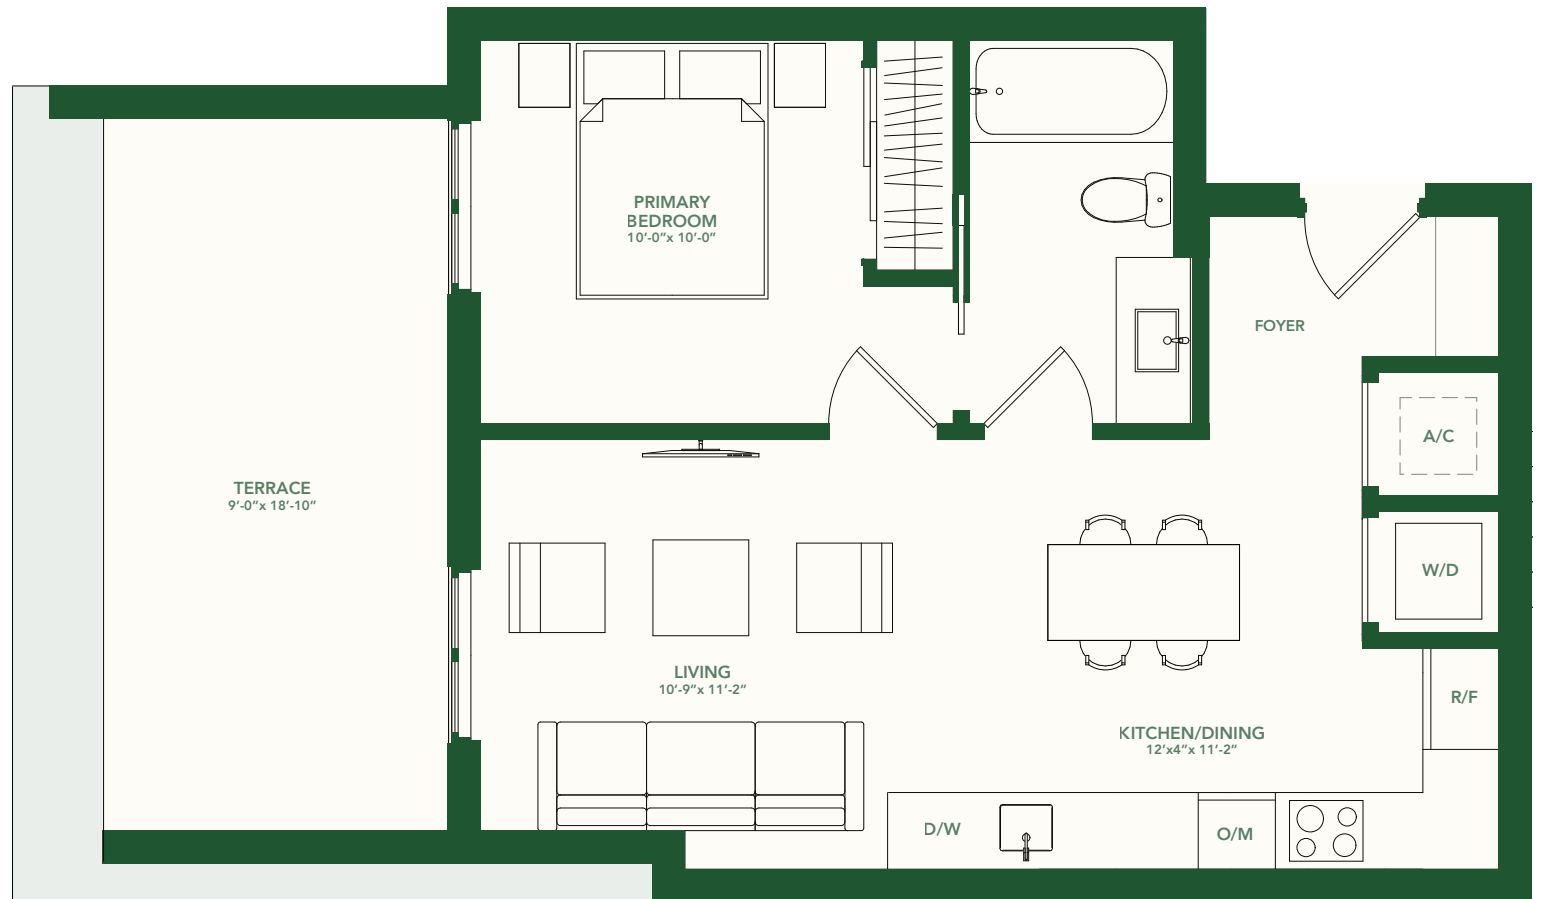 PRIMARY
BEDROOM
10’-0”x 10’-0”
FOYER
A/C
TERRACE
9’-0”x 18’-10”
W/D
LIVING
10’-9”x 11’-2”
R/F
KITCHEN/DINING
12’x4”x 11’-2”
D/W
O/M